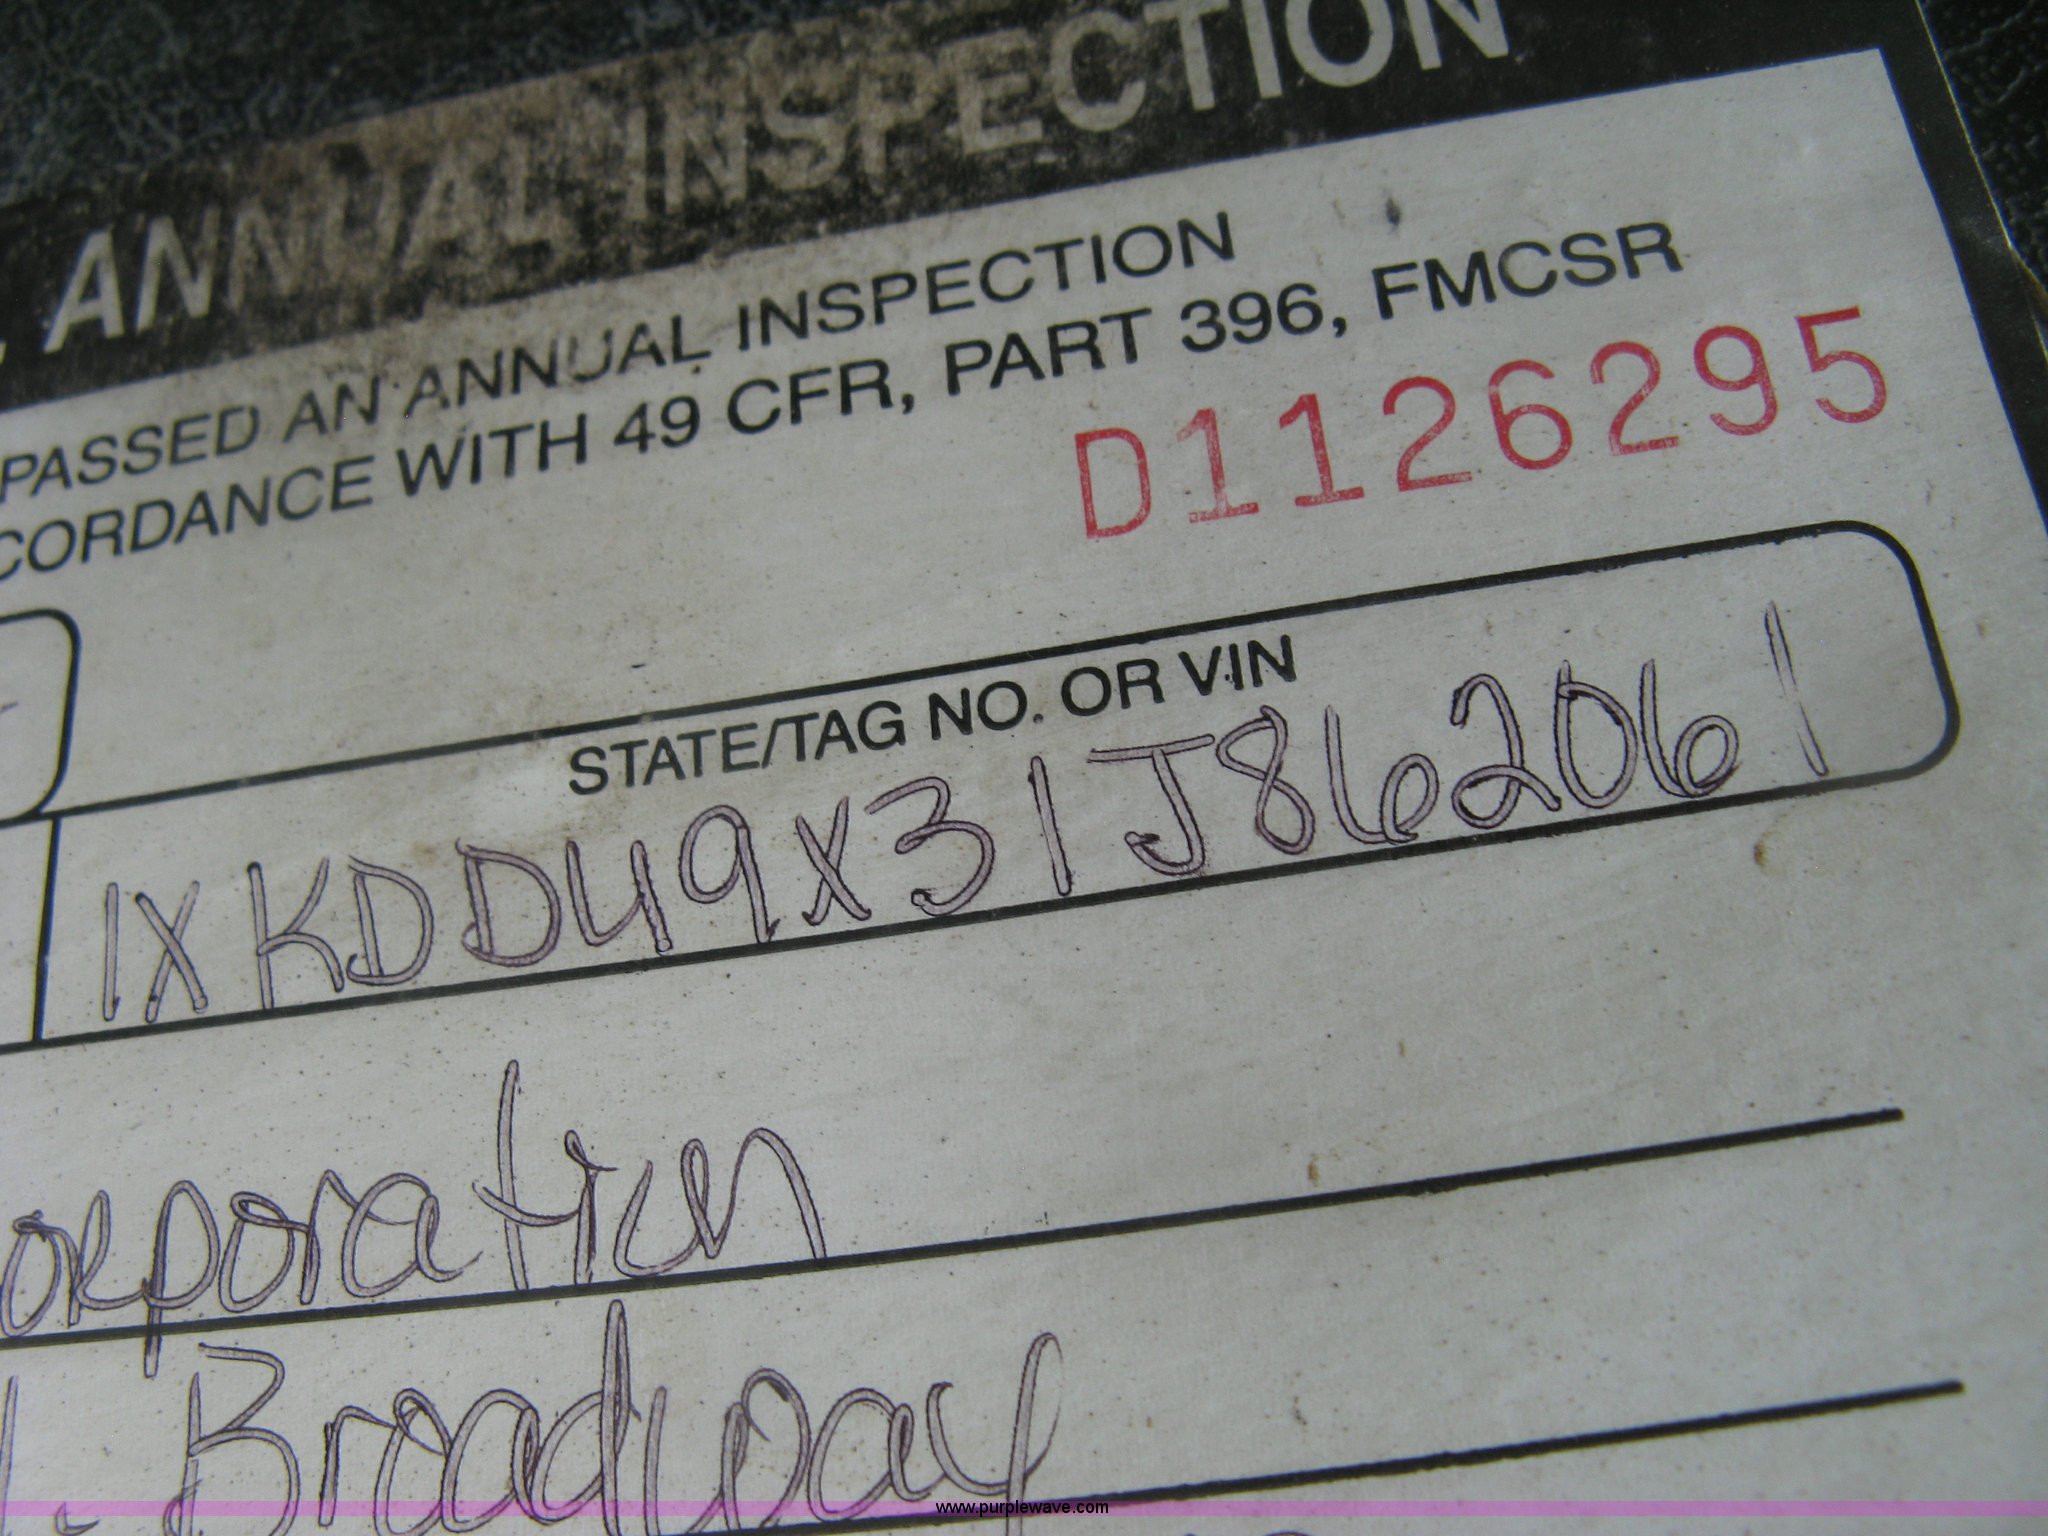 ANNUAL INSPECTION
PASSED AN ANNUAL INSPECTION
CORDANCE WITH 49 CFR, PART 396, FMCSR
D1126295
STATE/TAG NO. OR VIN
1XKDD49X31J862061
orporation
. Broadway
www.purplewave.com